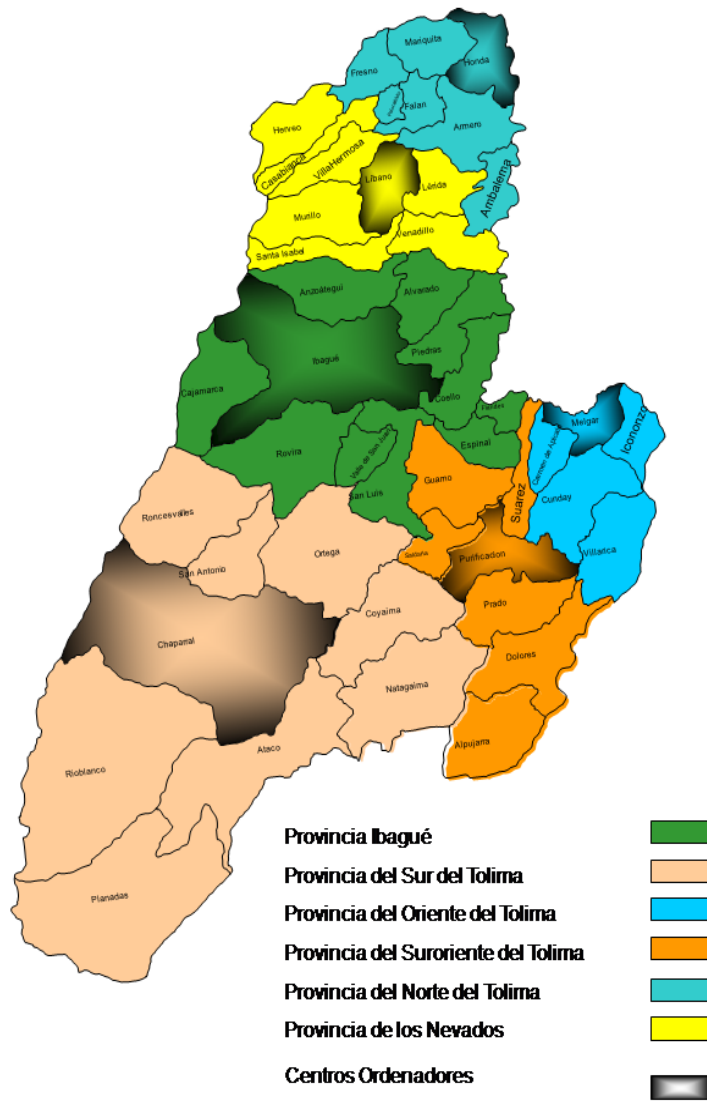 Mariquita
Honda
Fresno
Falan
Armero
Herveo
Casabianca
VillaHermosa
Líbano
Lérida
Ambalema
Murillo
Venadillo
Santa Isabel
Anzoátegui
Alvarado
Ibagué
Piedras
Cajamarca
Coello
Melgar
Icononzo
Espinal
Carmen de Apicalá
Rovira
Valle de San Juan
Guamo
Suarez
Cunday
San Luis
Roncesvalles
Ortega
Purificadon
Villarica
San Antonio
Coyaima
Prado
Chaparral
Dolores
Natagaima
Alpujarra
Ataco
Rioblanco
Planadas
Provincia Ibagué
Provincia del Sur del Tolima
Provincia del Oriente del Tolima
Provincia del Suroriente del Tolima
Provincia del Norte del Tolima
Provincia de los Nevados
Centros Ordenadores